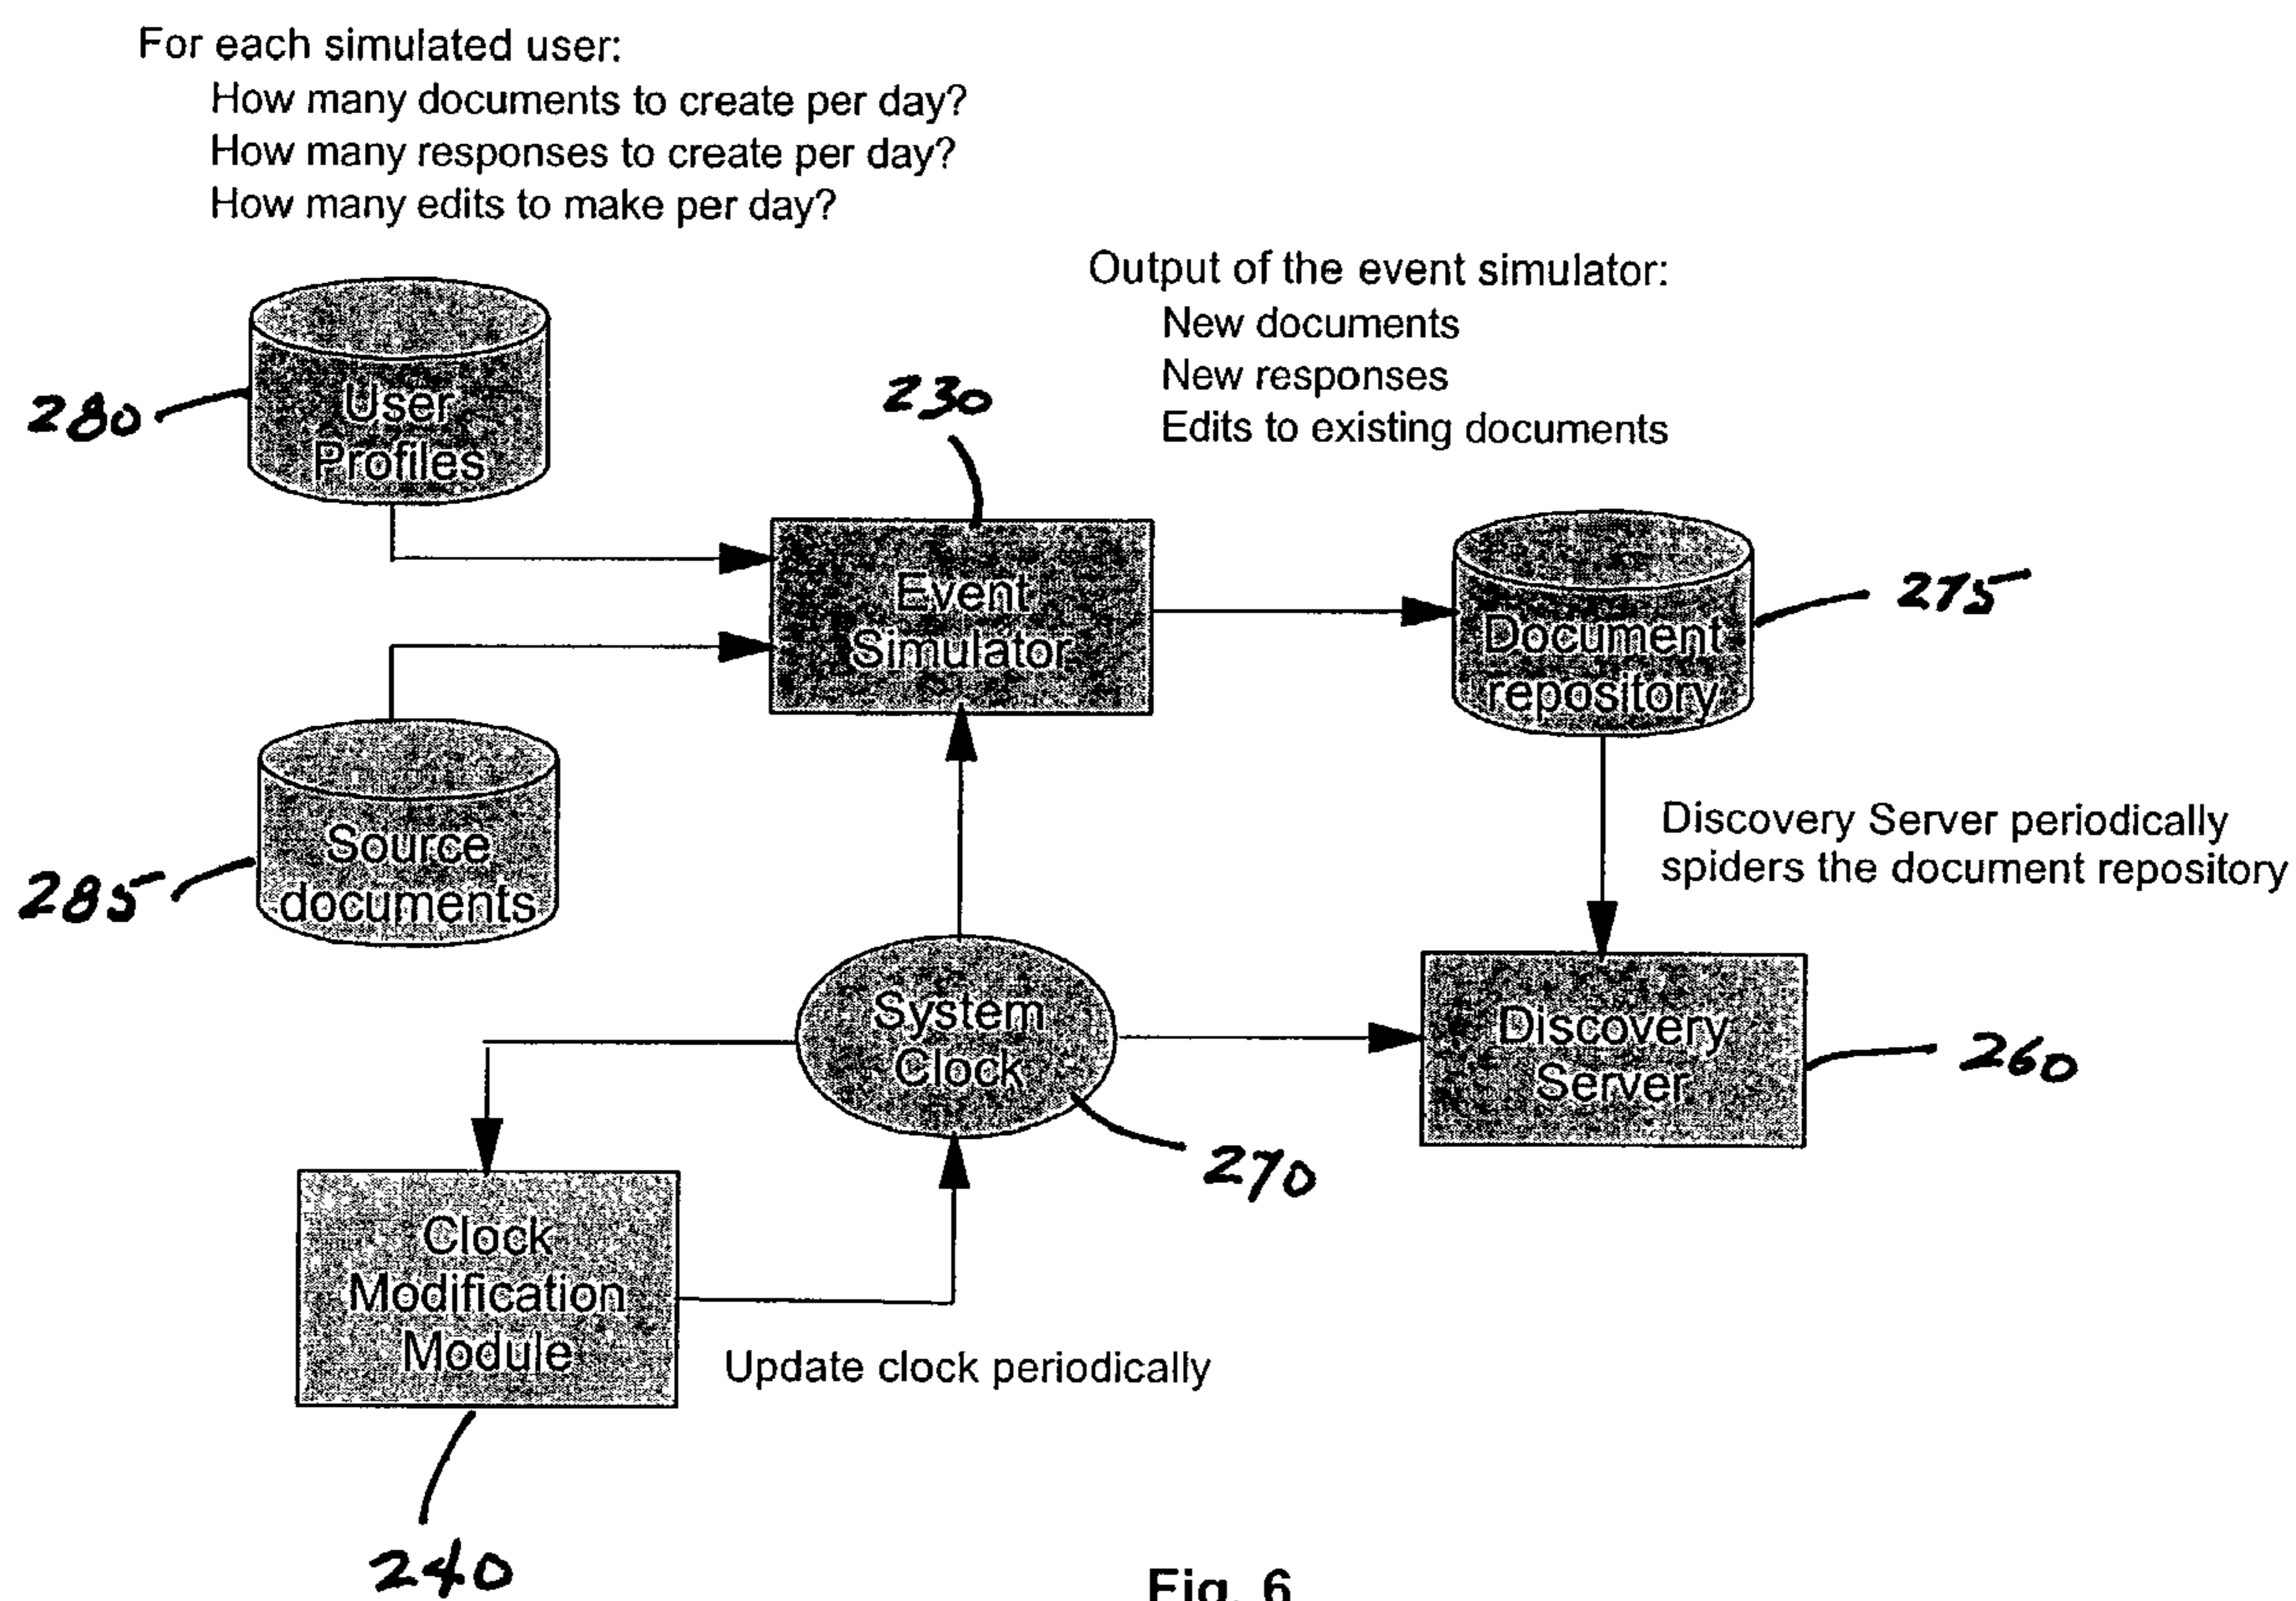 For each simulated user:
How many documents to create per day?
How many responses to create per day?
How many edits to make per day?
Output of the event simulator:
New documents
New responses
Edits to existing documents
280
User
Profiles
230
Event
Simulator
275
Document
repository
285
Source
documents
Discovery Server periodically
spiders the document repository
System
Clock
270
Discovery
Server
260
Clock
Modification
Module
Update clock periodically
240
Fig. 6